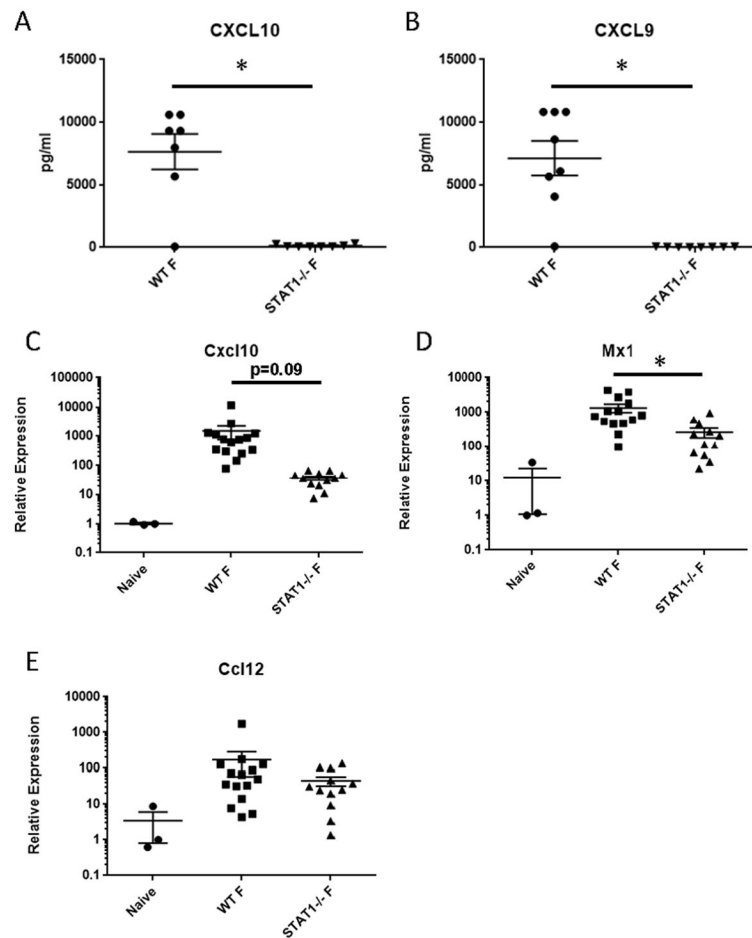 A
CXCL10
15000
10000
5000
0
pg/ml
*
WT F
STAT1-/- F
B
CXCL9
15000
10000
5000
0
pg/ml
*
WT F
STAT1-/- F
C
Cxcl10
p=0.09
100000
10000
1000
100
10
1
0.1
Relative Expression
Naive
WT F
STAT1-/- F
D
Mx1
*
10000
1000
100
10
1
0.1
Relative Expression
Naive
WT F
STAT1-/- F
E
Ccl12
10000
1000
100
10
1
0.1
Relative Expression
Naive
WT F
STAT1-/- F